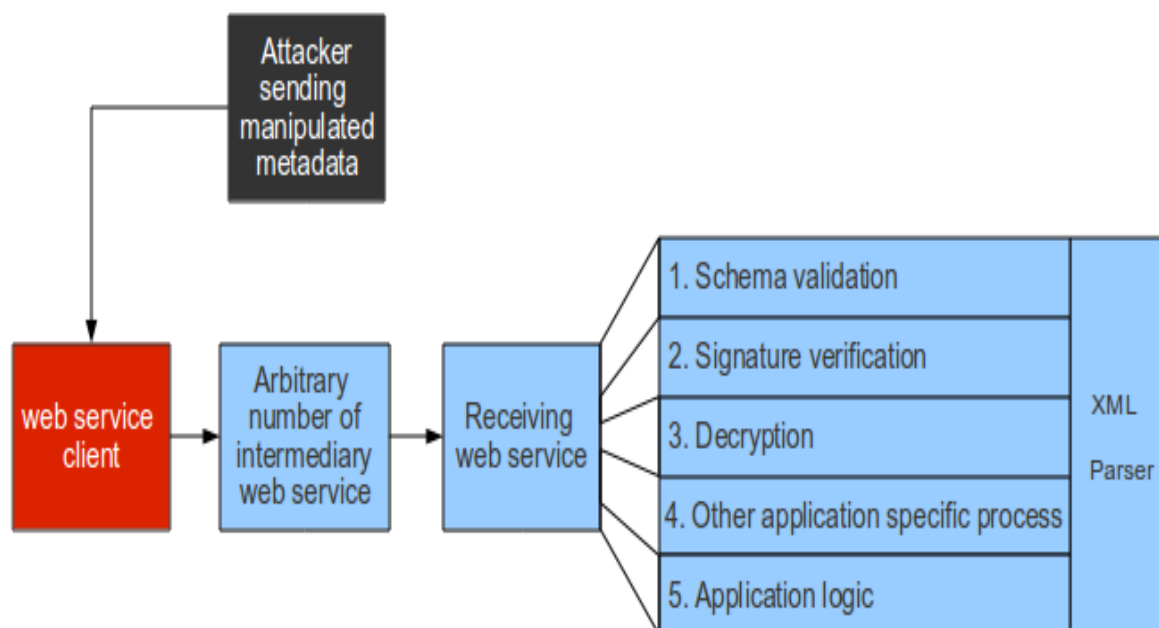 Attacker
sending
manipulated
metadata
web service
client
Arbitrary
number of
intermediary
web service
Receiving
web service
1. Schema validation
2. Signature verification
3. Decryption
4. Other application specific process
5. Application logic
XML
Parser